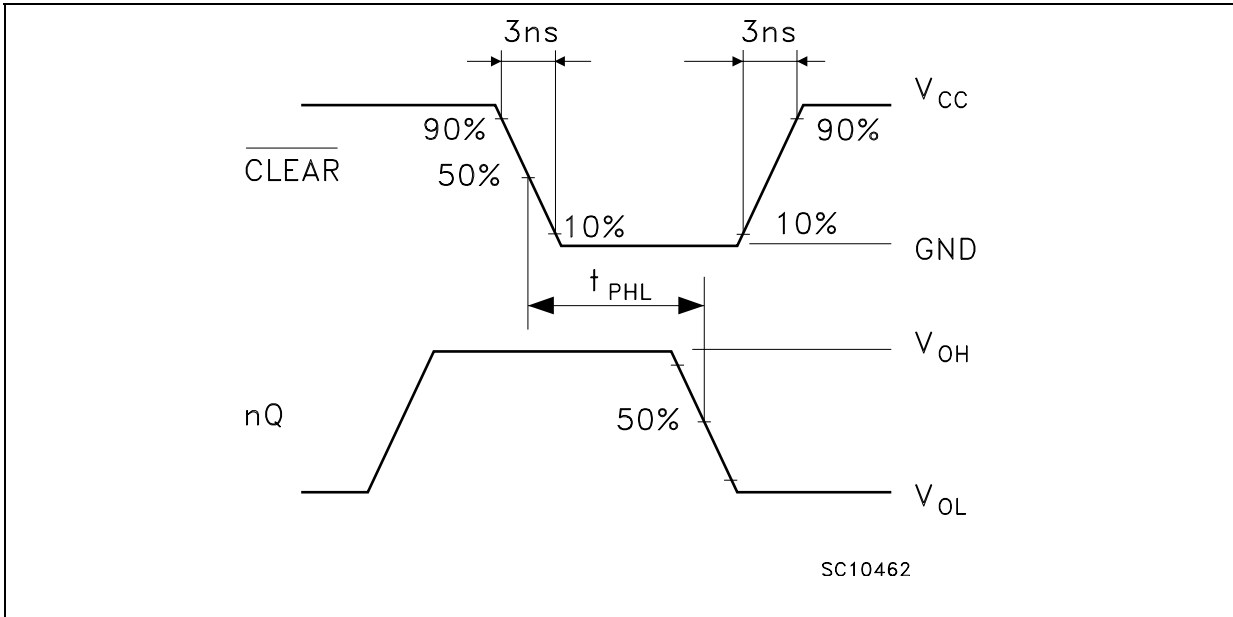 3ns 3ns
V CC
90% 90%
CLEAR
50%
10% 10%
GND
t PHL
V OH
nQ 50%
V OL
SC10462